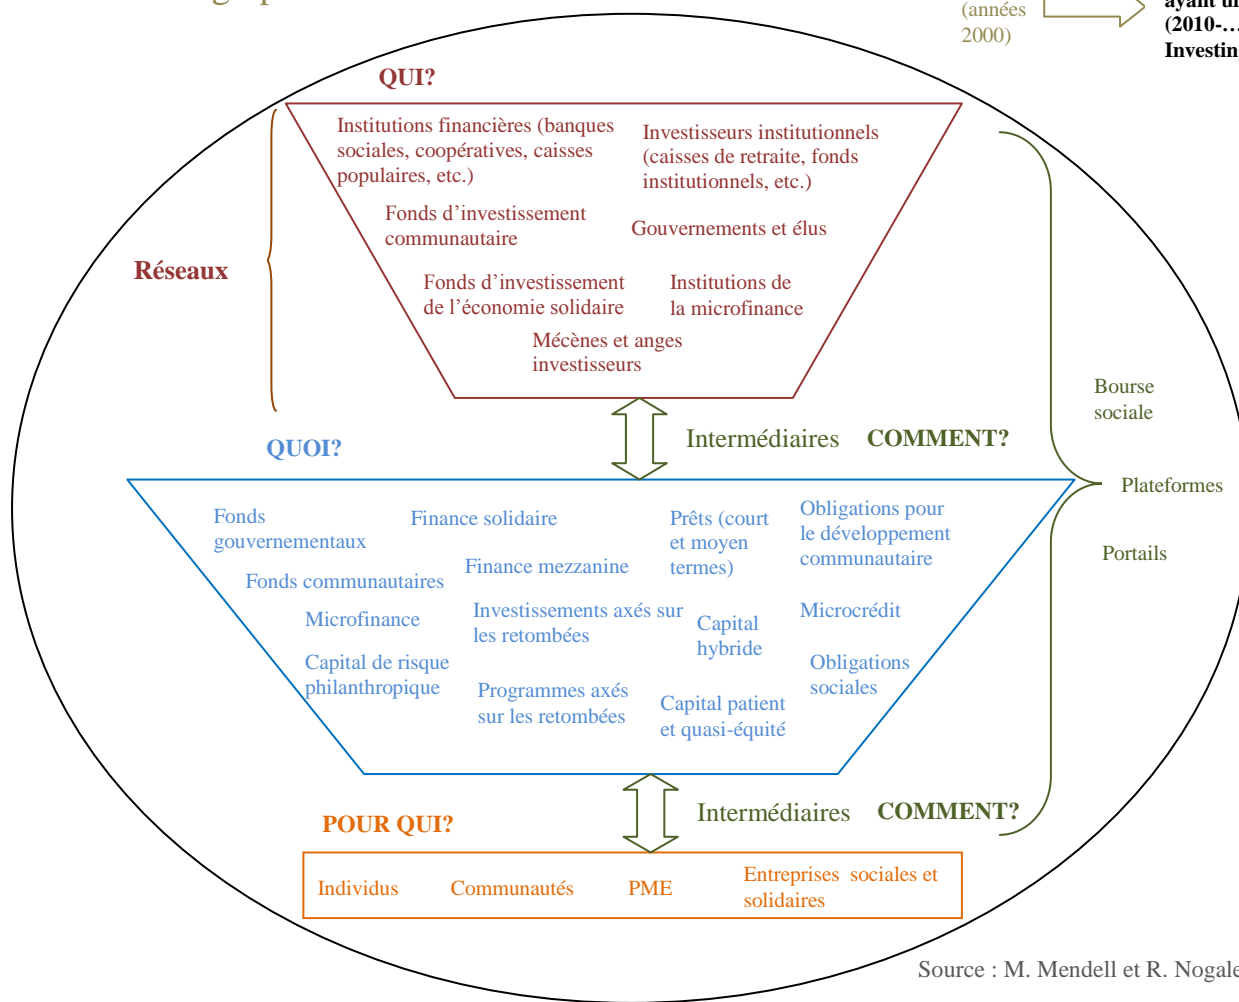 (années
2000)
(2010-…
QUI?
Institutions financières (banques
sociales, coopératives, caisses
populaires, etc.)
Investisseurs institutionnels
(caisses de retraite, fonds
institutionnels, etc.)
Fonds d’investissement
communautaire
Gouvernements et élus
Réseaux
Fonds d’investissement
de l’économie solidaire
Institutions de
la microfinance
Mécènes et anges
investisseurs
Bourse
sociale
QUOI?
Intermédiaires COMMENT?
Plateformes
Portails
Fonds
gouvernementaux
Finance solidaire
Prêts (court
et moyen
termes)
Obligations pour
le développement
communautaire
Fonds communautaires
Finance mezzanine
Microfinance
Investissements axés sur
les retombées
Capital
hybride
Microcrédit
Capital de risque
philanthropique
Programmes axés
sur les retombées
Capital patient
et quasi-équité
Obligations
sociales
POUR QUI?
Intermédiaires COMMENT?
Individus
Communautés
PME
Entreprises sociales et
solidaires
Source : M. Mendell et R.